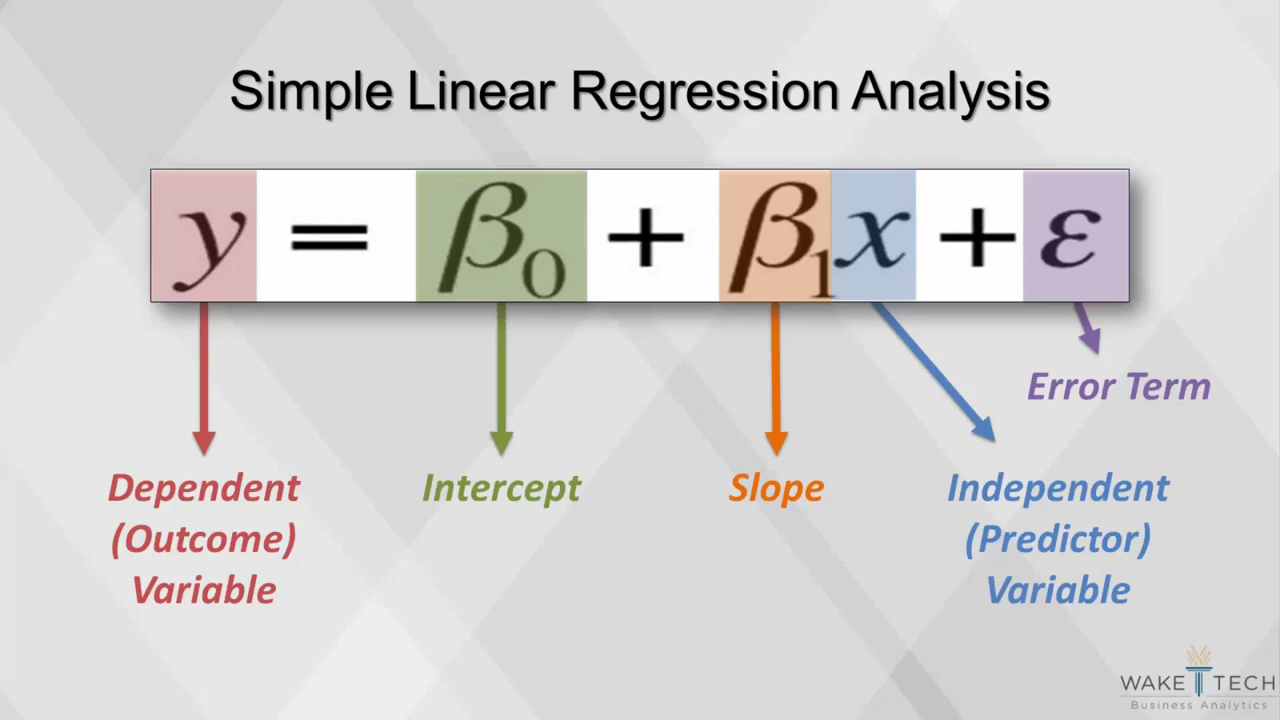 Simple Linear Regression Analysis
y = β₀ + β₁x + ε
Error Term
Dependent
(Outcome)
Variable
Intercept
Slope
Independent
(Predictor)
Variable
WAKE TECH
Business Analytics